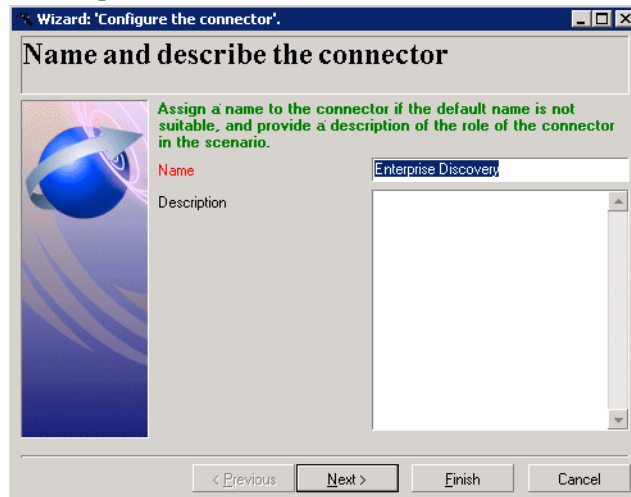 Wizard: 'Configure the connector'.
Name and describe the connector
Assign a name to the connector if the default name is not
suitable, and provide a description of the role of the connector
in the scenario.
Name
Enterprise Discovery
Description
< Previous
Next >
Finish
Cancel